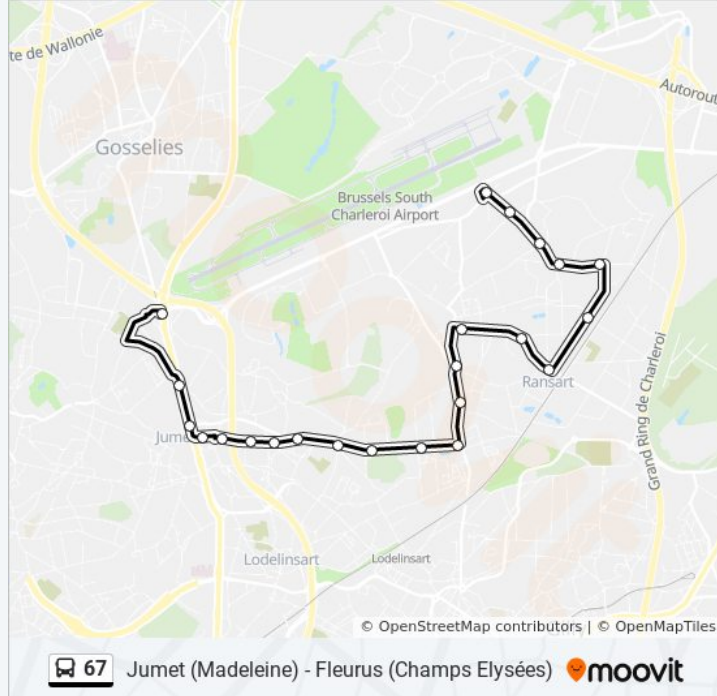 te de Wallonie
Autorout
Gosselies
Brussels South
Charleroi Airport
Ransart
Grand Ring de Charleroi
Jume
Lodelinsart
Lodelinsart
© OpenStreetMap contributors | © OpenMapTiles
67 Jumet (Madeleine) - Fleurus (Champs Elysées) moovit